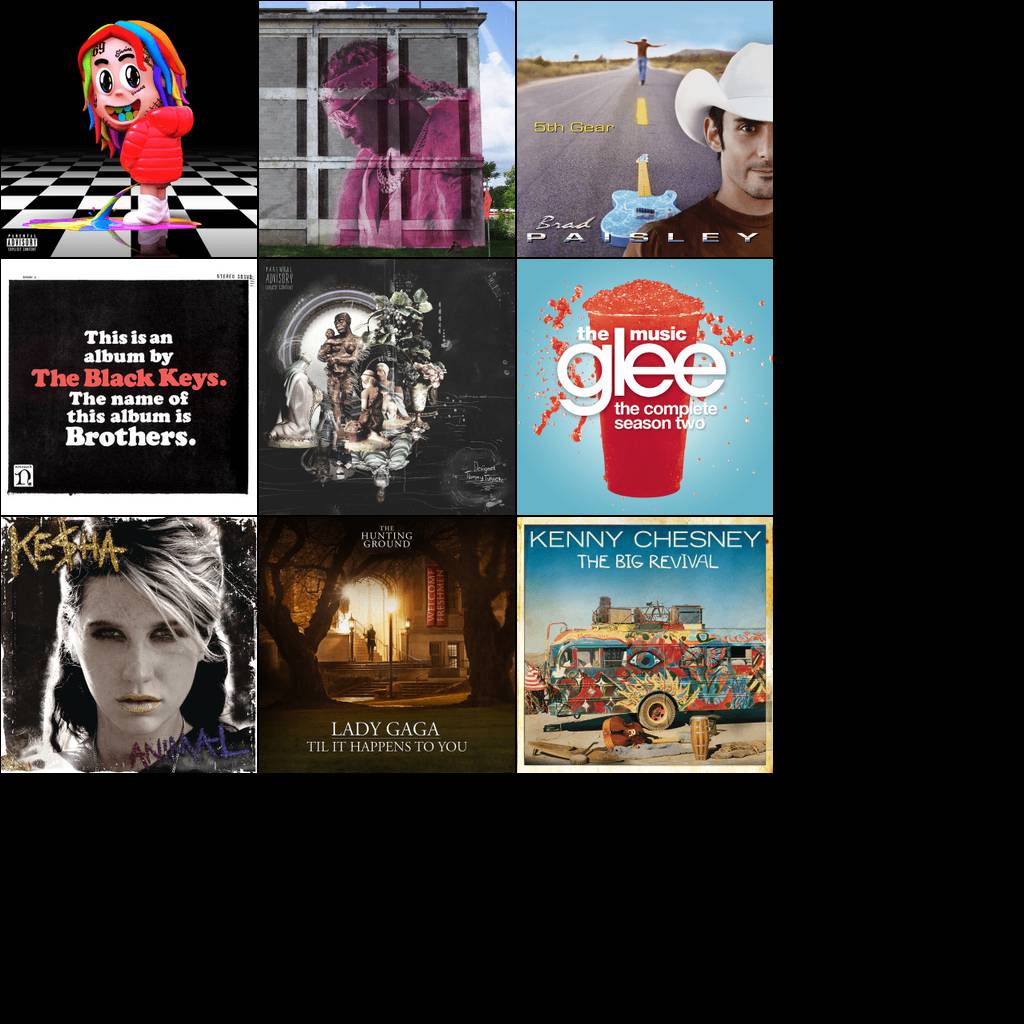 69
PARENTAL
ADVISORY
EXPLICIT CONTENT
5th Gear
Brad
PAISLEY
STEREO
This is an
album by
The Black Keys.
The name of
this album is
Brothers.
PARENTAL
ADVISORY
EXPLICIT CONTENT
Designed
the music
glee
the complete
season two
KE$HA
ANIMAL
THE
HUNTING
GROUND
WELCOME
FRESHMEN
LADY GAGA
TIL IT HAPPENS TO YOU
KENNY CHESNEY
THE BIG REVIVAL